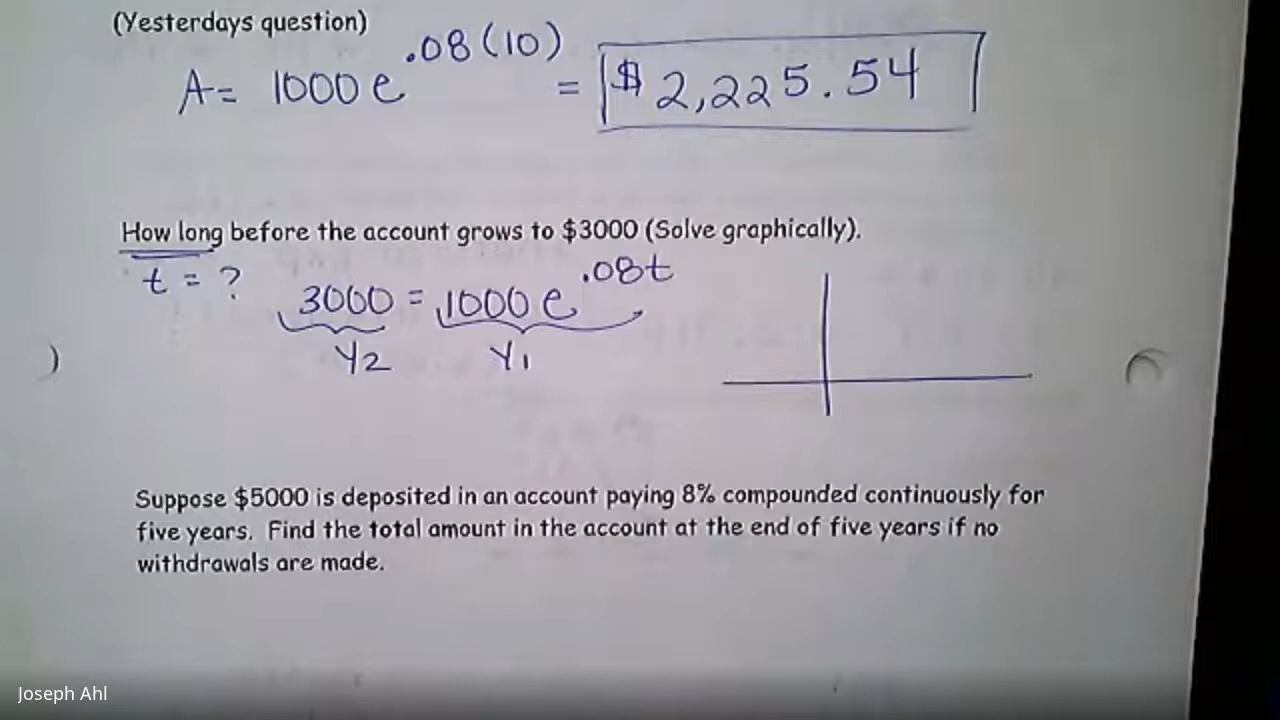 (Yesterdays question)
A = 1000 e^.08(10) = $ 2,225.54
How long before the account grows to $3000 (Solve graphically).
t = ?
3000 = 1000 e^.08t
Y2 Y1
Suppose $5000 is deposited in an account paying 8% compounded continuously for
five years. Find the total amount in the account at the end of five years if no
withdrawals are made.
Joseph Ahl